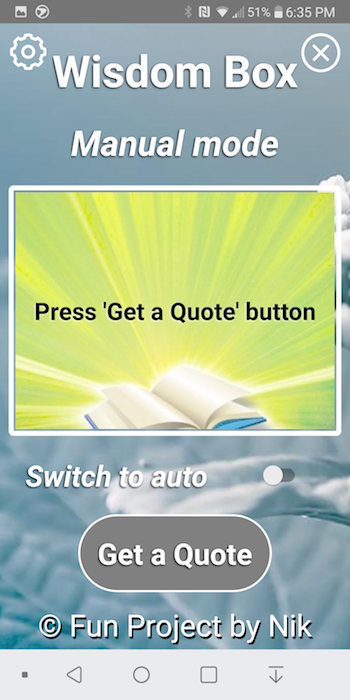 51% 6:35 PM
Wisdom Box
Manual mode
Press 'Get a Quote' button
Switch to auto
Get a Quote
© Fun Project by Nik